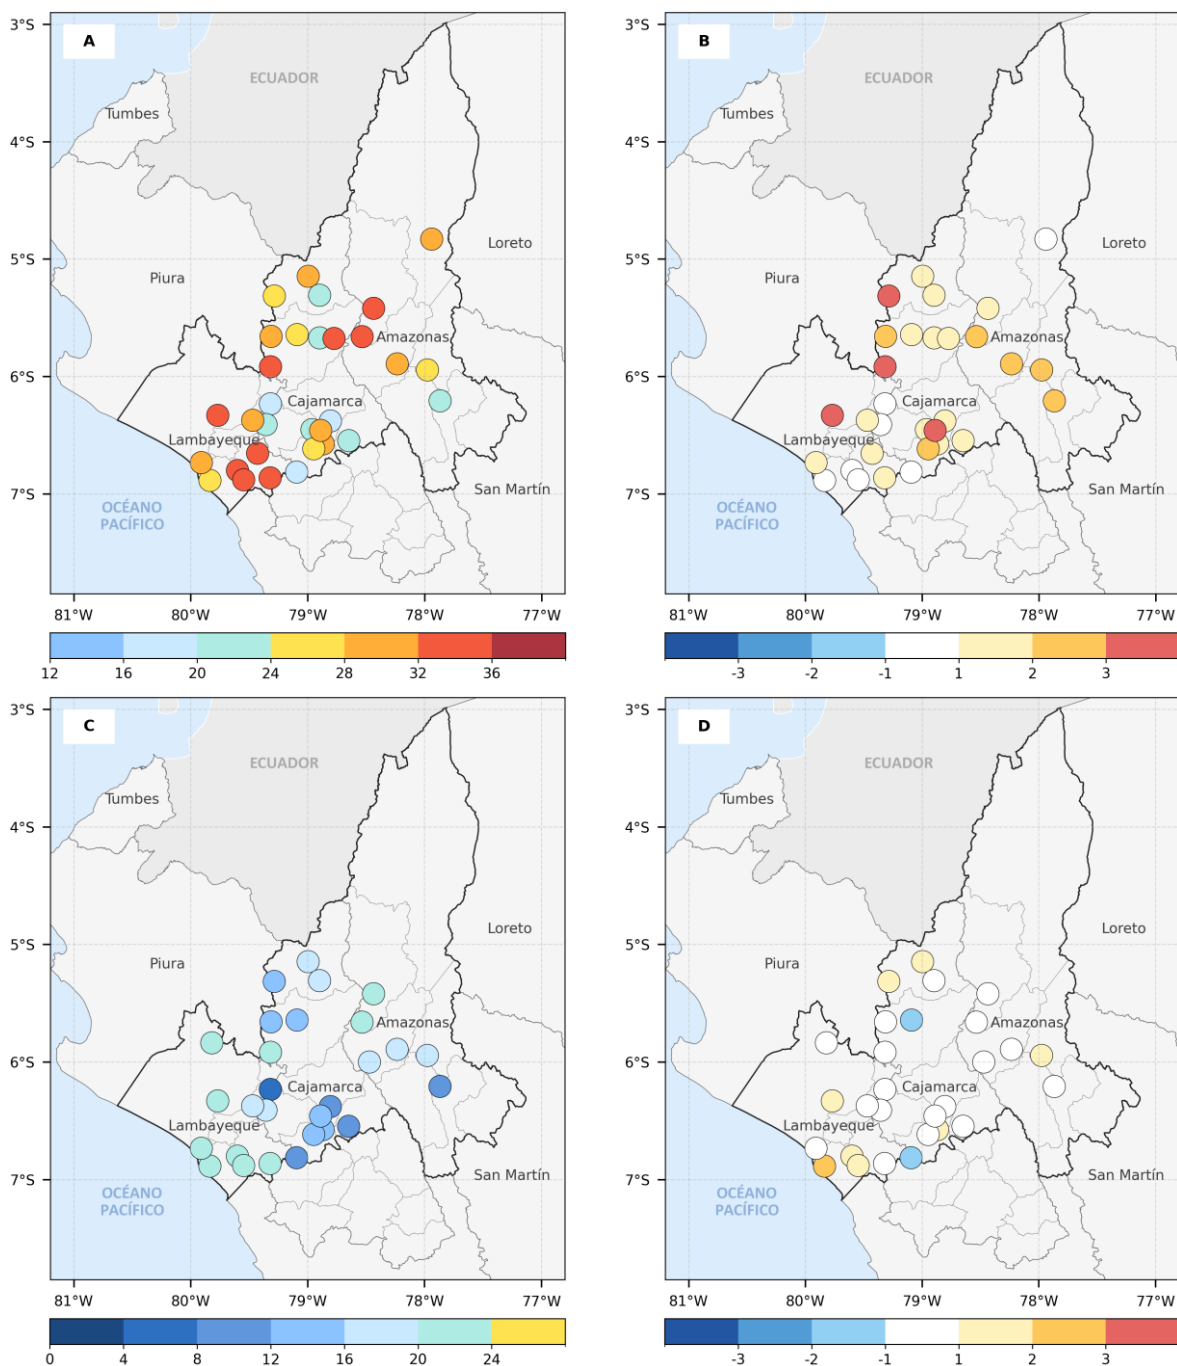 A
ECUADOR
Tumbes
Piura
Loreto
Amazonas
Cajamarca
Lambayeque
San Martín
OCÉANO
PACÍFICO
3°S
4°S
5°S
6°S
7°S
81°W 80°W 79°W 78°W 77°W
12 16 20 24 28 32 36
B
ECUADOR
Tumbes
Piura
Loreto
Amazonas
Cajamarca
Lambayeque
San Martín
OCÉANO
PACÍFICO
3°S
4°S
5°S
6°S
7°S
81°W 80°W 79°W 78°W 77°W
-3 -2 -1 1 2 3
C
ECUADOR
Tumbes
Piura
Loreto
Amazonas
Cajamarca
Lambayeque
San Martín
OCÉANO
PACÍFICO
3°S
4°S
5°S
6°S
7°S
81°W 80°W 79°W 78°W 77°W
0 4 8 12 16 20 24
D
ECUADOR
Tumbes
Piura
Loreto
Amazonas
Cajamarca
Lambayeque
San Martín
OCÉANO
PACÍFICO
3°S
4°S
5°S
6°S
7°S
81°W 80°W 79°W 78°W 77°W
-3 -2 -1 1 2 3